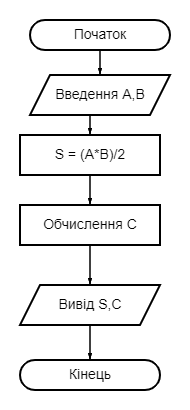 Початок
Введення A,B
S = (A*B)/2
Обчислення C
Вивід S,C
Кінець